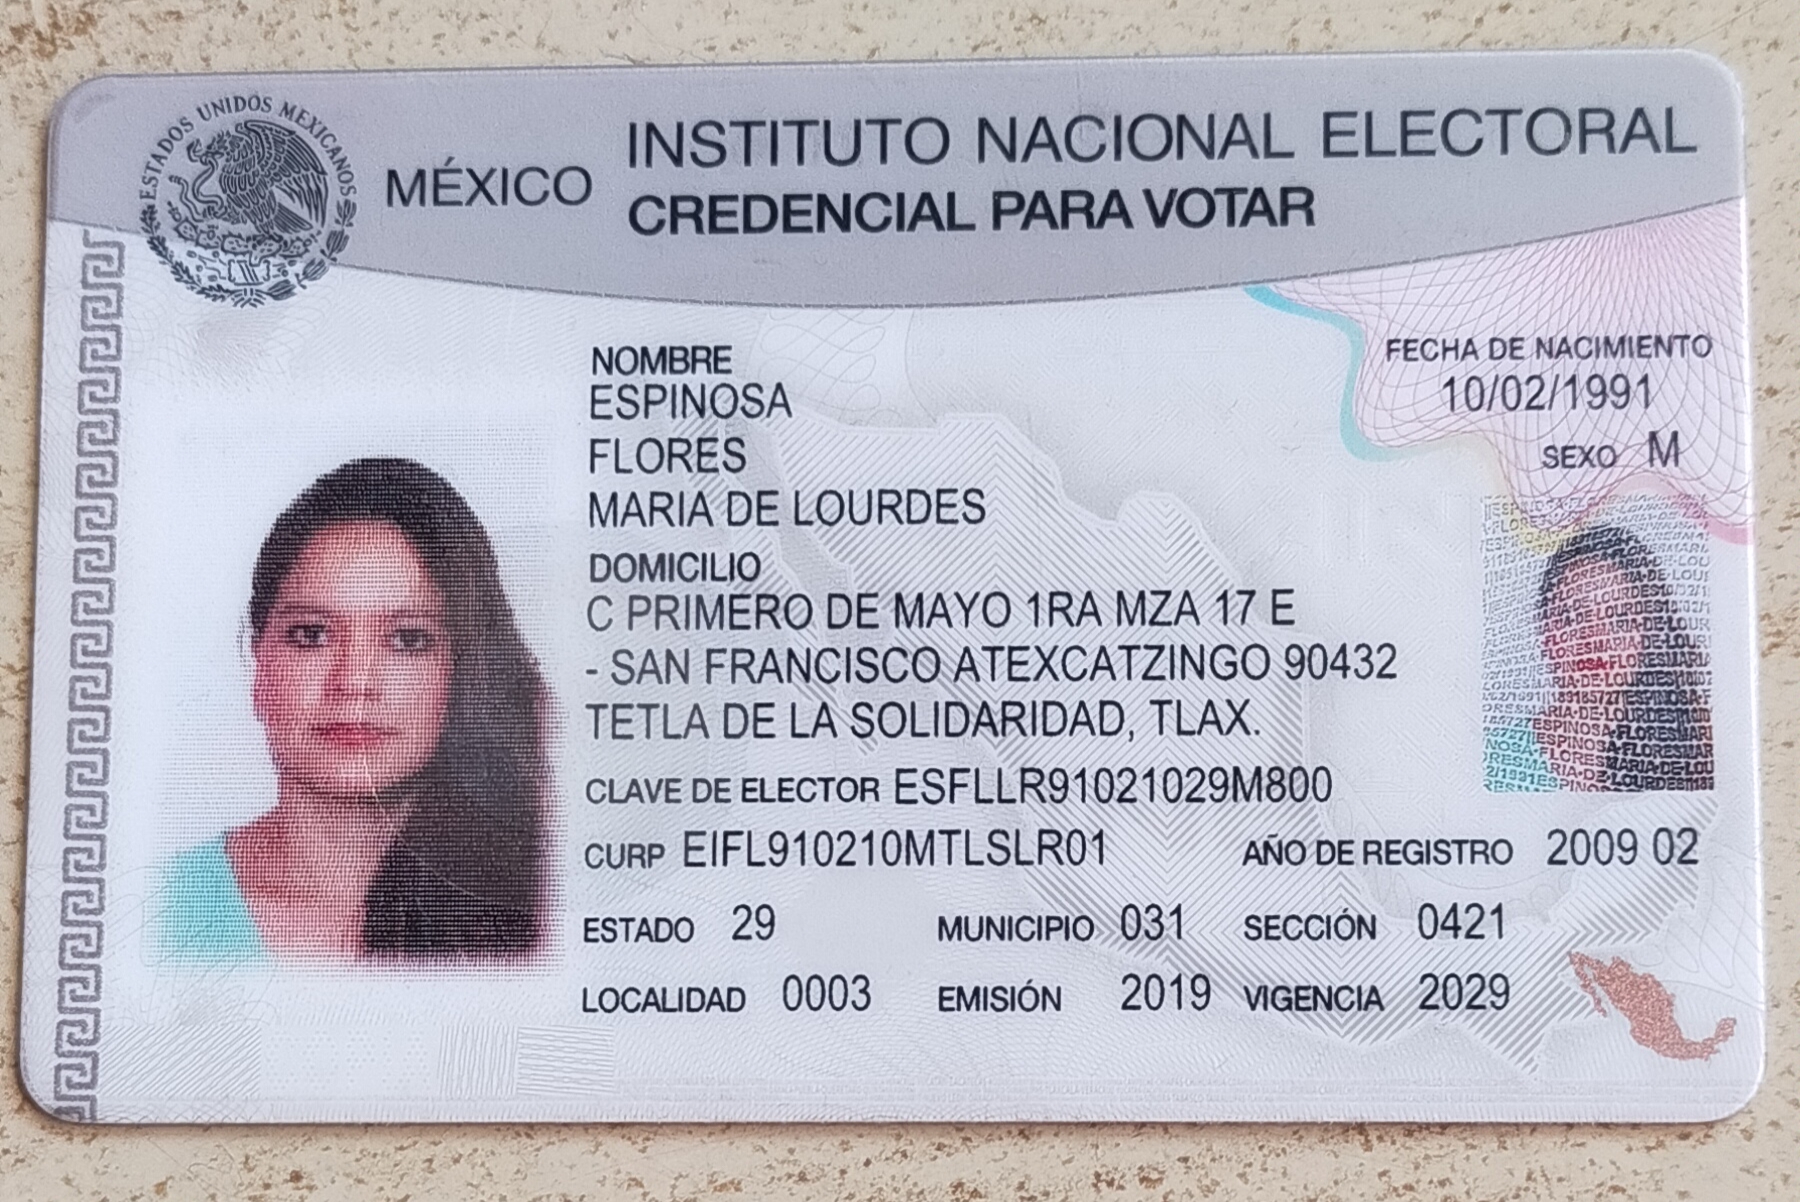 ESTADOS UNIDOS MEXICANOS
MÉXICO
INSTITUTO NACIONAL ELECTORAL
CREDENCIAL PARA VOTAR
NOMBRE
ESPINOSA
FLORES
MARIA DE LOURDES
FECHA DE NACIMIENTO
10/02/1991
SEXO M
DOMICILIO
C PRIMERO DE MAYO 1RA MZA 17 E
- SAN FRANCISCO ATEXCATZINGO 90432
TETLA DE LA SOLIDARIDAD, TLAX.
CLAVE DE ELECTOR ESFLLR91021029M800
CURP EIFL910210MTLSLR01 AÑO DE REGISTRO 2009 02
ESTADO 29 MUNICIPIO 031 SECCIÓN 0421
LOCALIDAD 0003 EMISIÓN 2019 VIGENCIA 2029